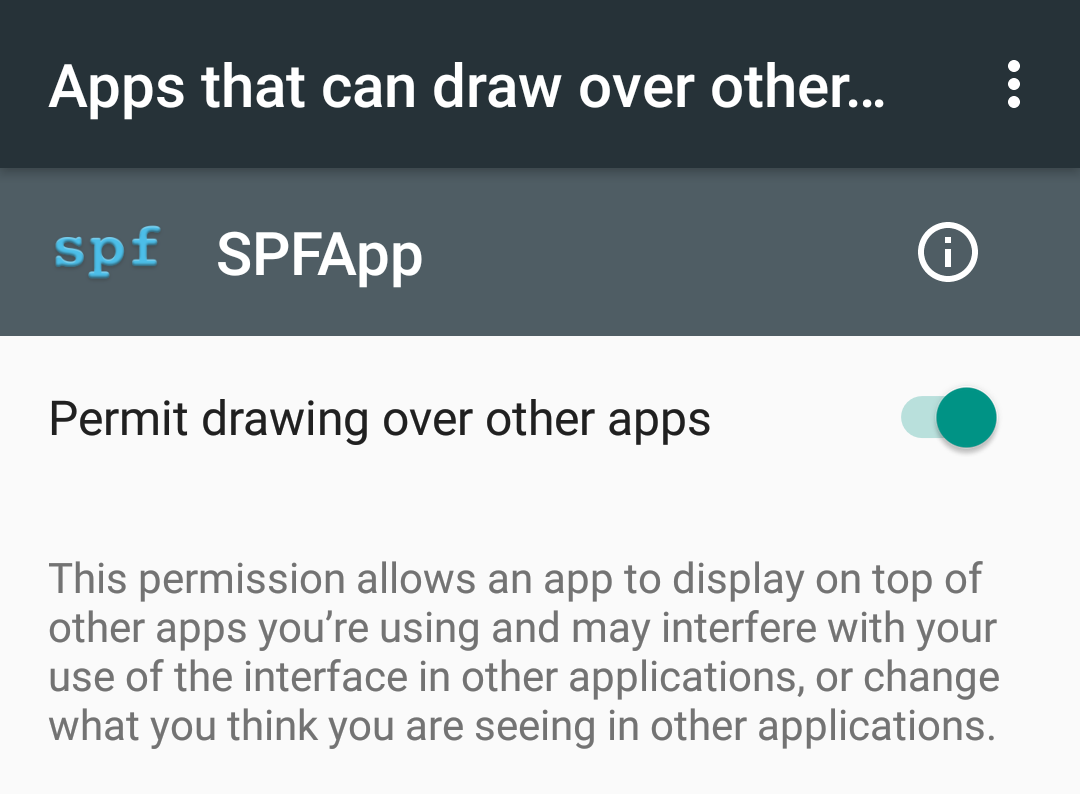 Apps that can draw over other...
spf SPFApp
Permit drawing over other apps
This permission allows an app to display on top of
other apps you’re using and may interfere with your
use of the interface in other applications, or change
what you think you are seeing in other applications.